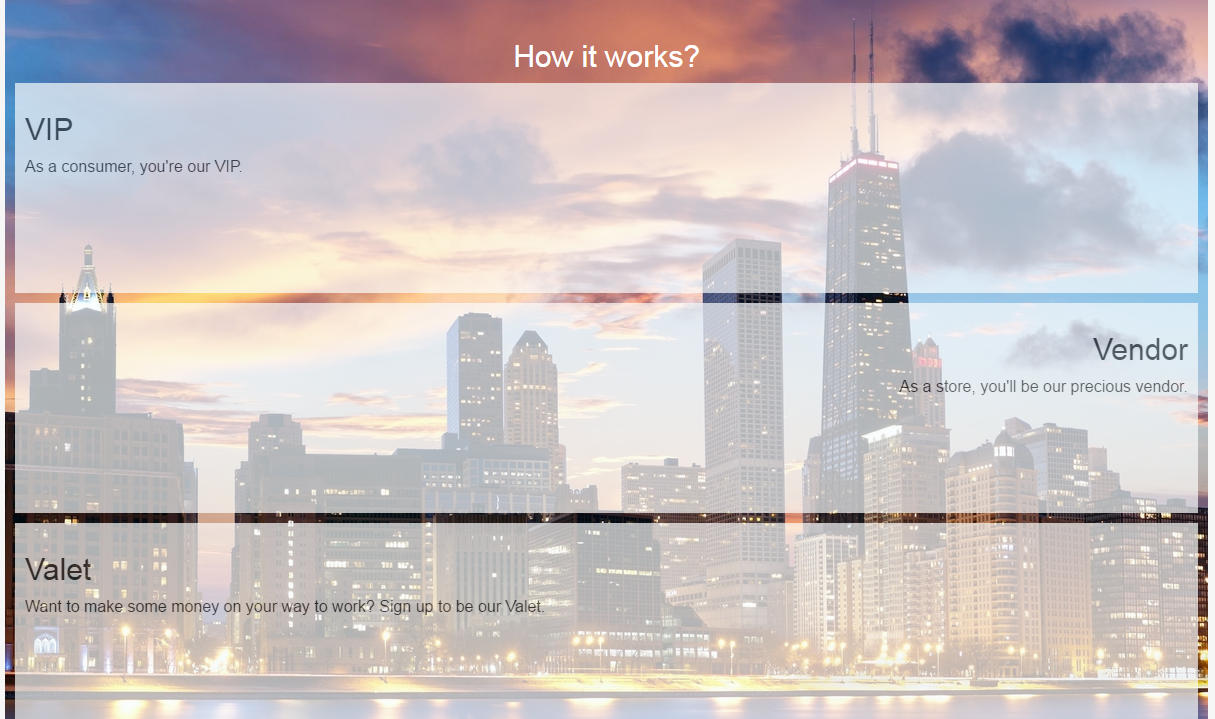 How it works?
VIP
As a consumer, you're our VIP.
Vendor
As a store, you'll be our precious vendor.
Valet
Want to make some money on your way to work? Sign up to be our Valet.